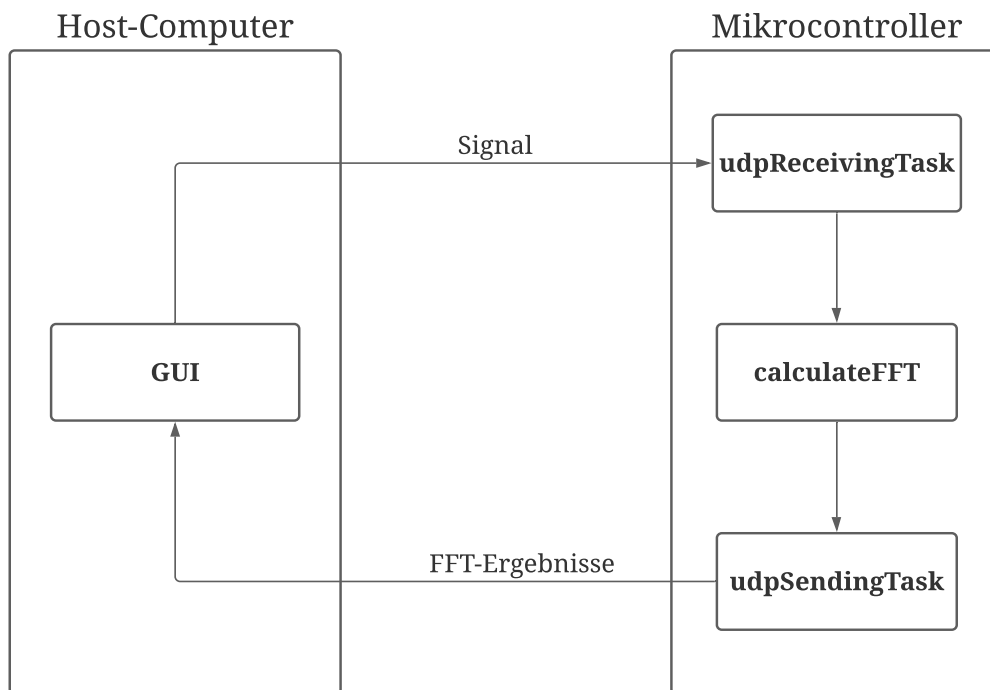 Host-Computer
Mikrocontroller
Signal
udpReceivingTask
GUI
calculateFFT
FFT-Ergebnisse
udpSendingTask